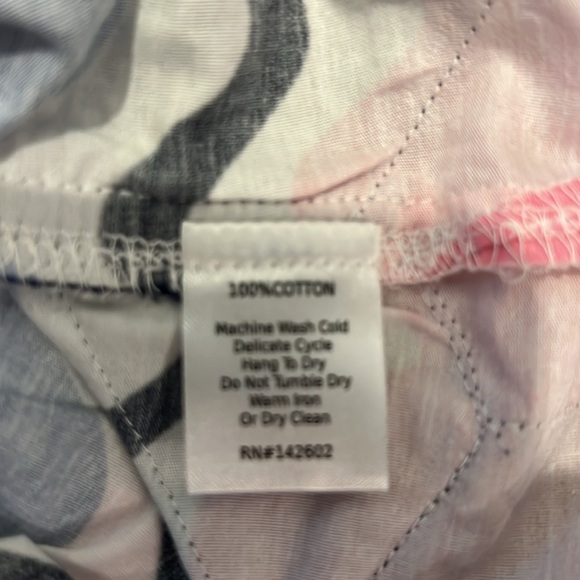 100%COTTON
Machine Wash Cold
Delicate Cycle
Hang To Dry
Do Not Tumble Dry
Warm Iron
Or Dry Clean
RN#142602